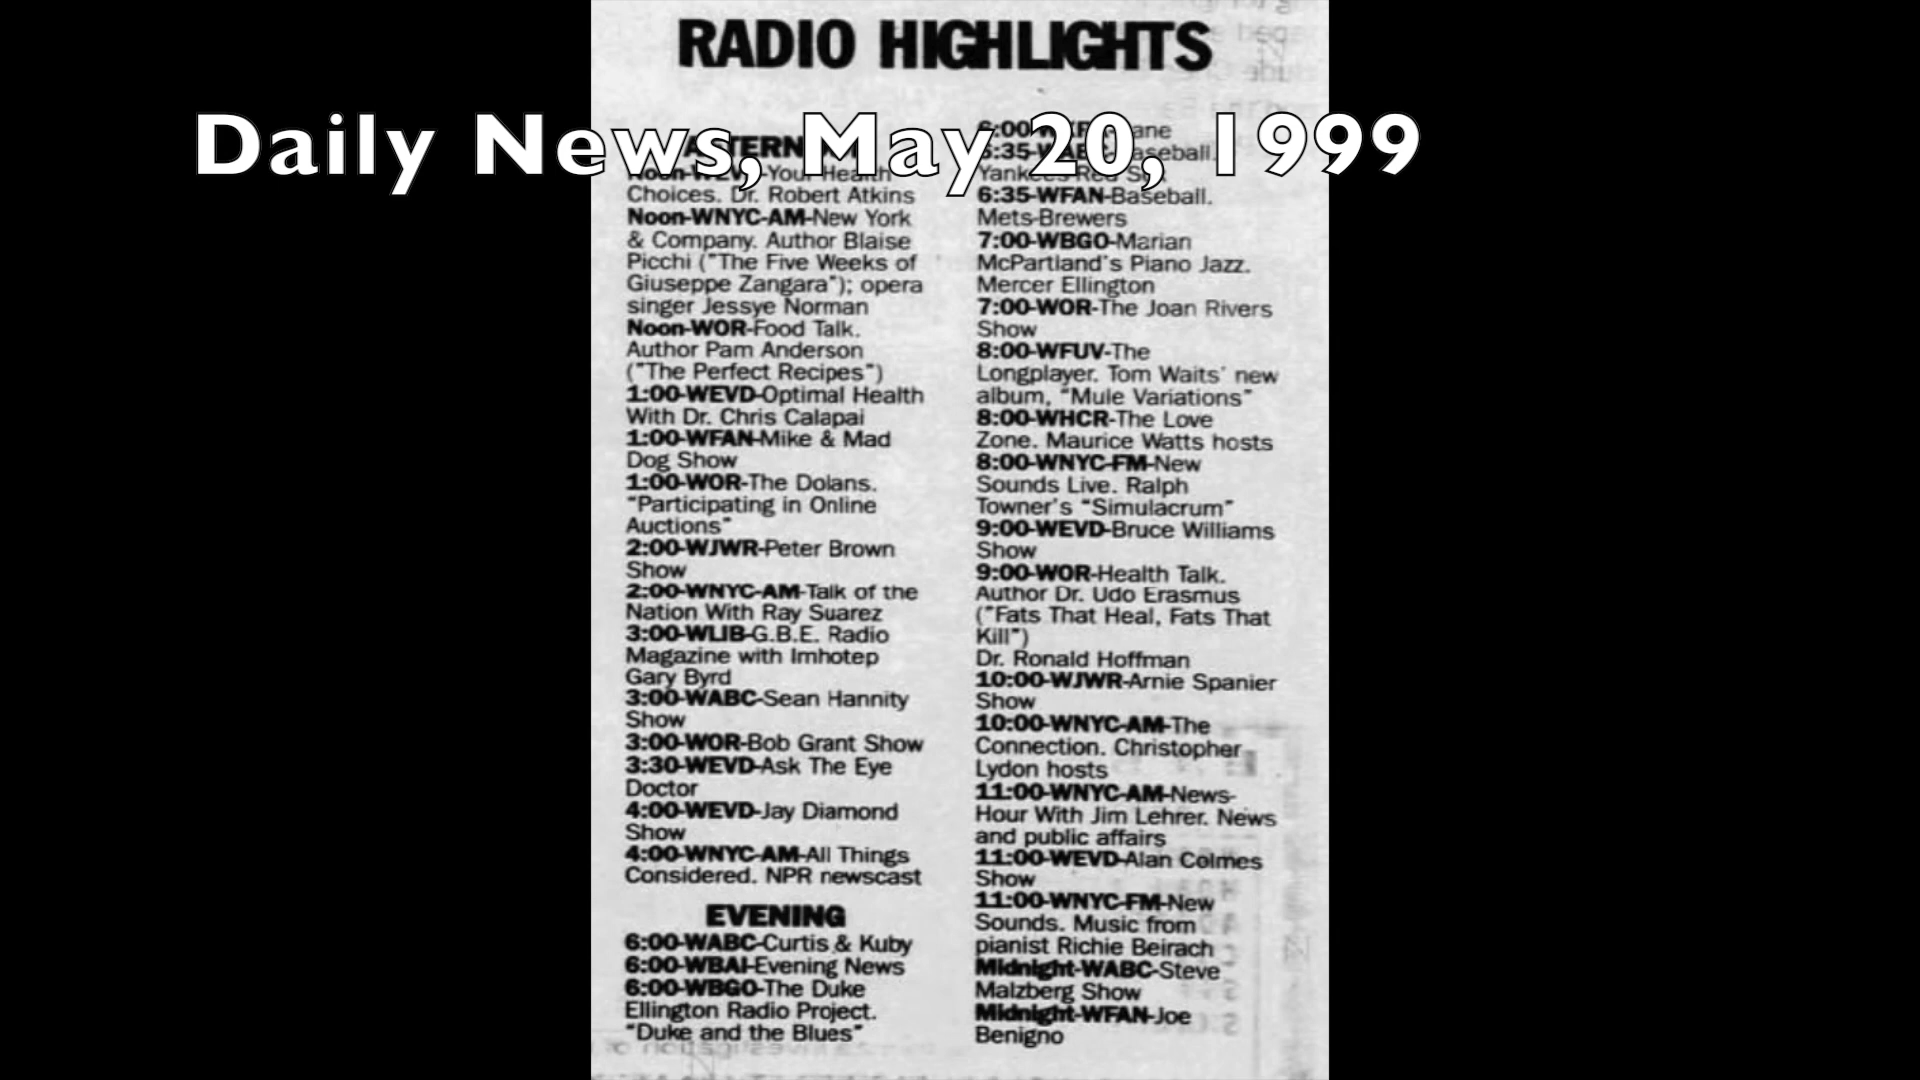 RADIO HIGHLIGHTS
Daily News, May 20, 1999
Choices. Dr. Robert Atkins
Noon-WNYC-AM-New York
& Company. Author Blaise
Picchi ("The Five Weeks of
Giuseppe Zangara"); opera
singer Jessye Norman
Noon-WOR-Food Talk.
Author Pam Anderson
("The Perfect Recipes")
1:00-WEVD-Optimal Health
With Dr. Chris Calapai
1:00-WFAN-Mike & Mad
Dog Show
1:00-WOR-The Dolans.
"Participating in Online
Auctions"
2:00-WJWR-Peter Brown
Show
2:00-WNYC-AM-Talk of the
Nation With Ray Suarez
3:00-WLIB-G.B.E. Radio
Magazine with Imhotep
Gary Byrd
3:00-WABC-Sean Hannity
Show
3:00-WOR-Bob Grant Show
3:30-WEVD-Ask The Eye
Doctor
4:00-WEVD-Jay Diamond
Show
4:00-WNYC-AM-All Things
Considered. NPR newscast
EVENING
6:00-WABC-Curtis & Kuby
6:00-WBAI-Evening News
6:00-WBGO-The Duke
Ellington Radio Project.
"Duke and the Blues"
6:35-WFAN-Baseball.
Mets-Brewers
7:00-WBGO-Marian
McPartland's Piano Jazz.
Mercer Ellington
7:00-WOR-The Joan Rivers
Show
8:00-WFUV-The
Longplayer. Tom Waits' new
album, "Mule Variations"
8:00-WHCR-The Love
Zone. Maurice Watts hosts
8:00-WNYC-FM-New
Sounds Live. Ralph
Towner's "Simulacrum"
9:00-WEVD-Bruce Williams
Show
9:00-WOR-Health Talk.
Author Dr. Udo Erasmus
("Fats That Heal, Fats That
Kill")
Dr. Ronald Hoffman
10:00-WJWR-Arnie Spanier
Show
10:00-WNYC-AM-The
Connection. Christopher
Lydon hosts
11:00-WNYC-AM-News-
Hour With Jim Lehrer. News
and public affairs
11:00-WEVD-Alan Colmes
Show
11:00-WNYC-FM-New
Sounds. Music from
pianist Richie Beirach
Midnight-WABC-Steve
Malzberg Show
Midnight-WFAN-Joe
Benigno